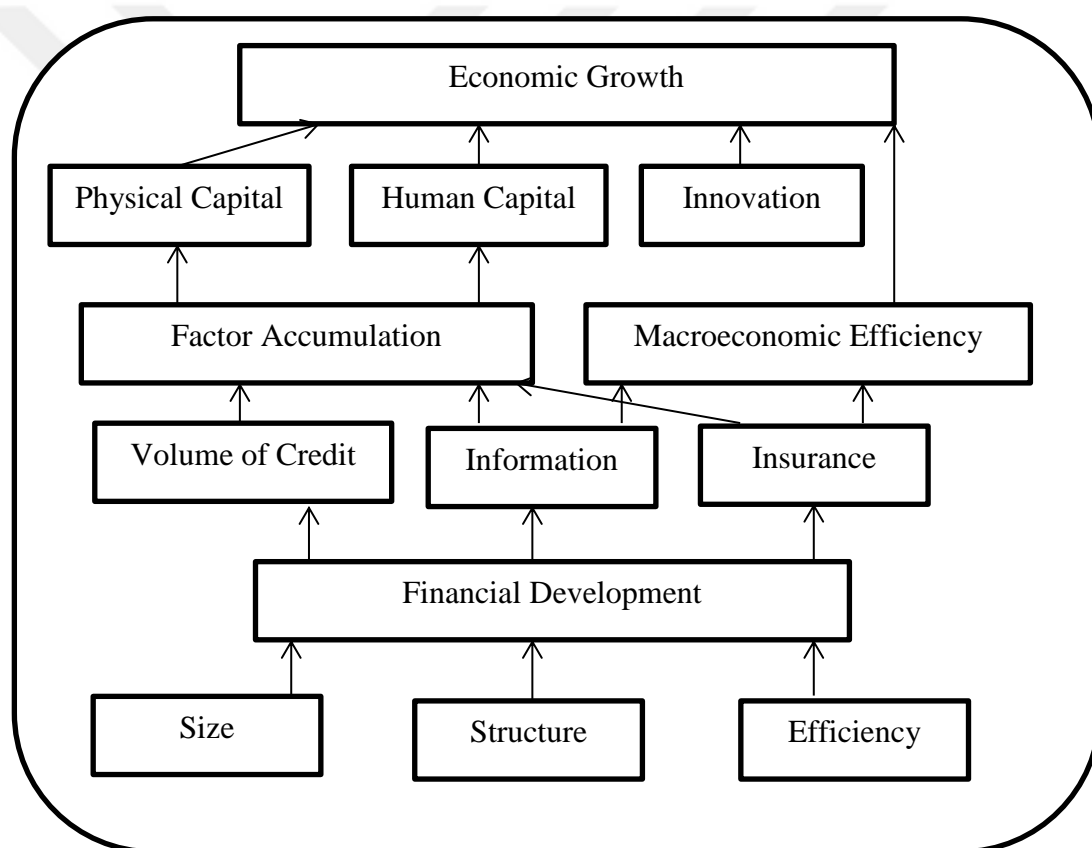 Economic Growth
Physical Capital
Human Capital
Innovation
Factor Accumulation
Macroeconomic Efficiency
Volume of Credit
Information
Insurance
Financial Development
Size
Structure
Efficiency